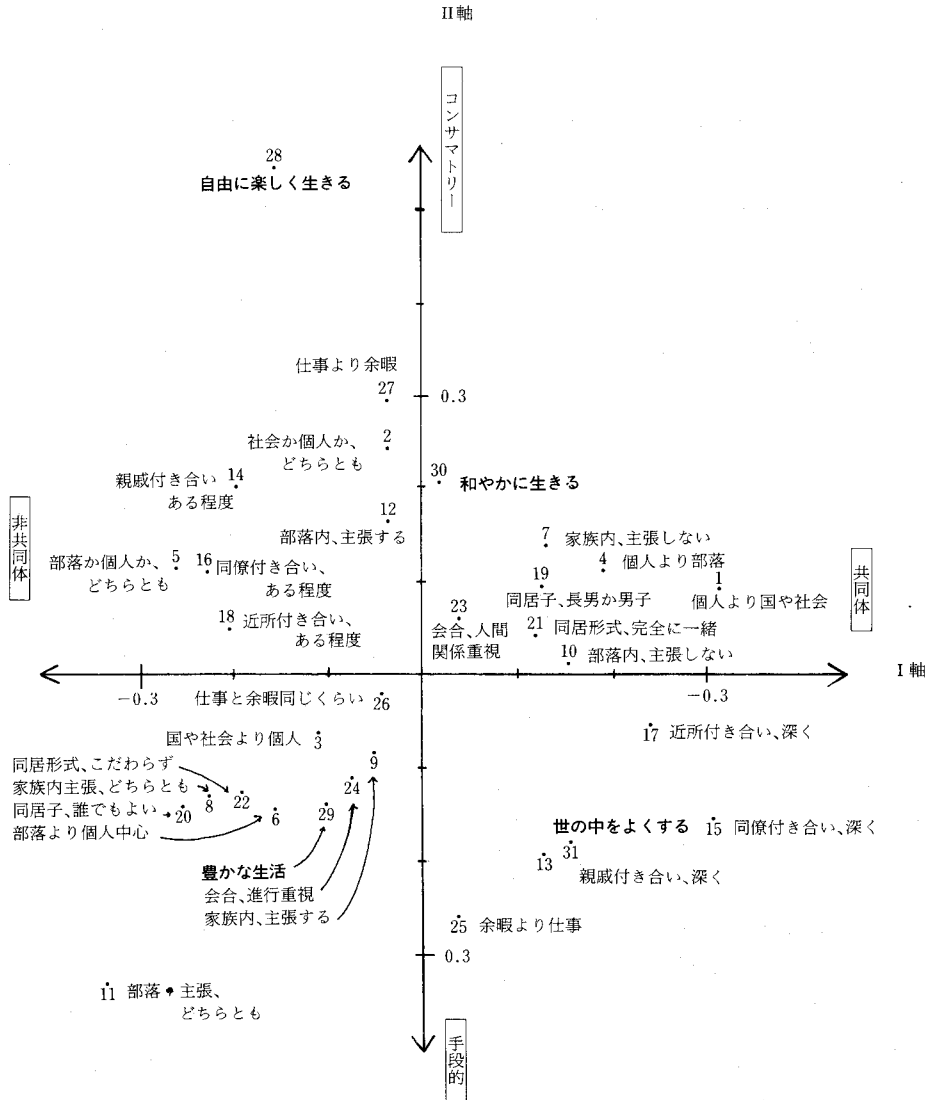 II軸
コンサマトリー
28
自由に楽しく生きる
仕事より余暇
27
0.3
2
社会か個人か、
どちらとも
30
和やかに生きる
14
親戚付き合い
ある程度
12
部落内、主張する
非共同体
5
部落か個人か、
どちらとも
16
同僚付き合い、
ある程度
18
近所付き合い、
ある程度
7
家族内、主張しない
4
個人より部落
19
同居子、長男か男子
1
個人より国や社会
共同体
23
会合、人間
関係重視
21
同居形式、完全に一緒
10
部落内、主張しない
I軸
−0.3
−0.3
仕事と余暇同じくらい
26
国や社会より個人
3
17
近所付き合い、深く
9
同居形式、こだわらず
家族内主張、どちらとも
同居子、誰でもよい
部落より個人中心
20
8
22
6
29
24
豊かな生活
会合、進行重視
家族内、主張する
世の中をよくする
15
同僚付き合い、深く
31
13
親戚付き合い、深く
25
余暇より仕事
0.3
11
部落・主張、
どちらとも
手段的